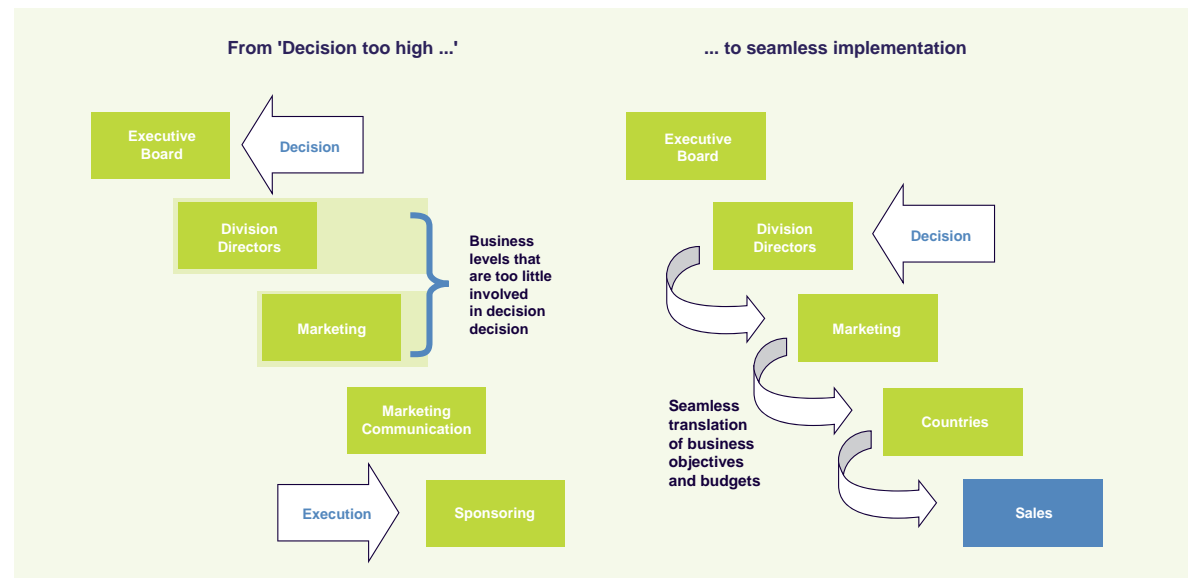 From 'Decision too high ...'
Executive
Board
Decision
Division
Directors
Business
levels that
are too little
involved
in decision
decision
Marketing
Marketing
Communication
Execution
Sponsoring
... to seamless implementation
Executive
Board
Division
Directors
Decision
Marketing
Seamless
translation
of business
objectives
and budgets
Countries
Sales